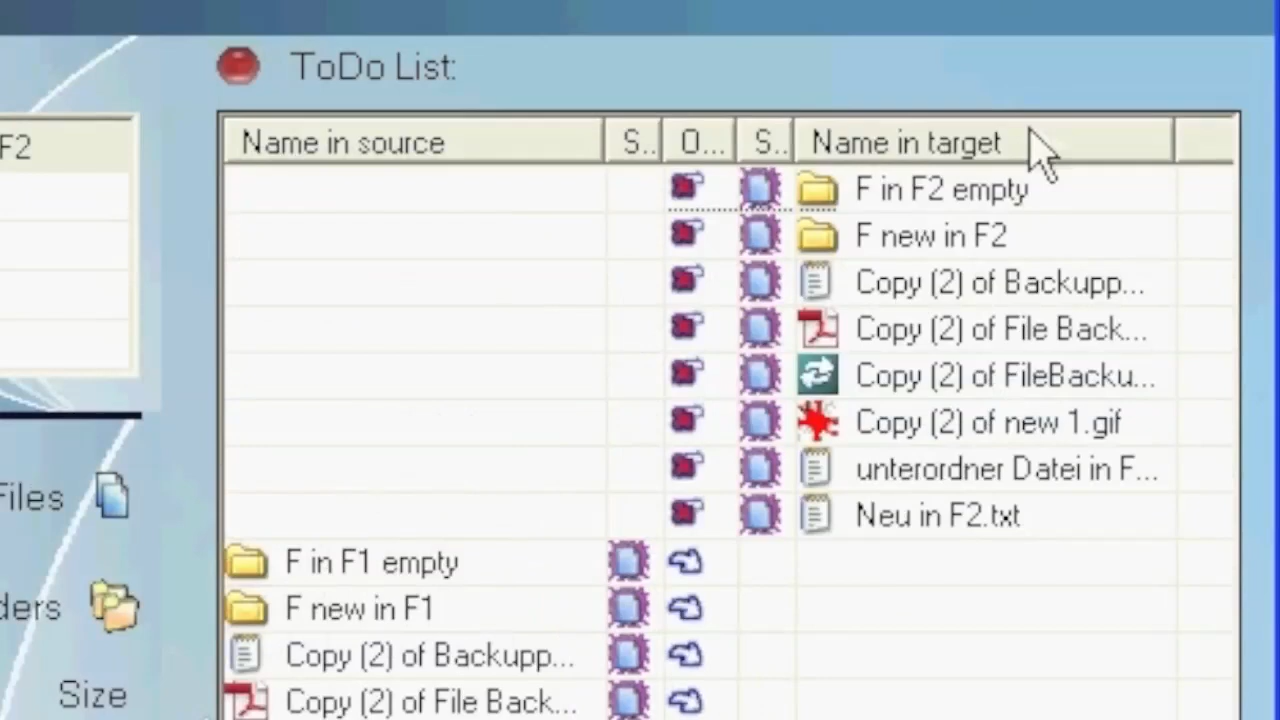 ToDo List:
F2
Name in source S.. O... S.. Name in target
F in F2 empty
F new in F2
Copy (2) of Backupp...
Copy (2) of File Back...
Copy (2) of FileBacku...
Copy (2) of new 1.gif
unterordner Datei in F...
Files
Neu in F2.txt
F in F1 empty
ders
F new in F1
Copy (2) of Backupp...
Size
Copy (2) of File Back...